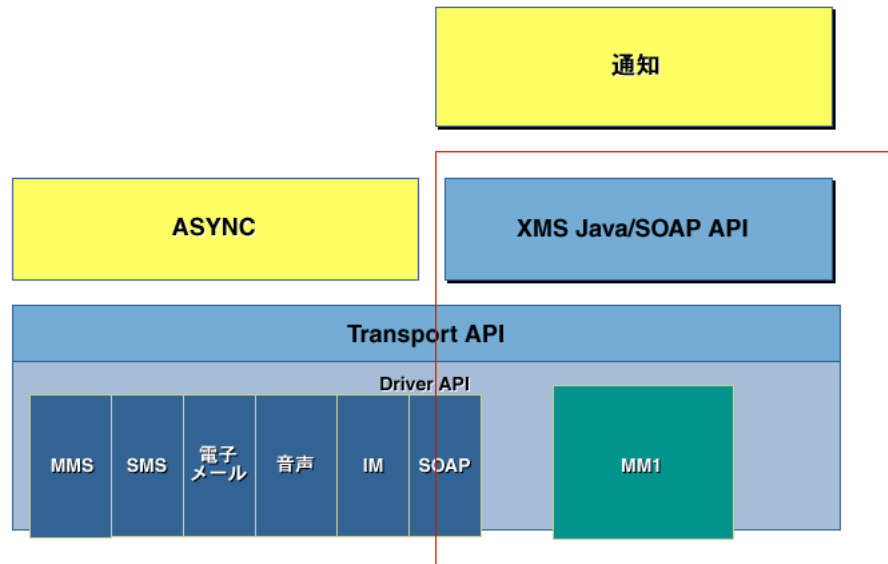 通知
ASYNC
XMS Java/SOAP API
Transport API
Driver API
MMS
SMS
電子
メール
音声
IM
SOAP
MM1